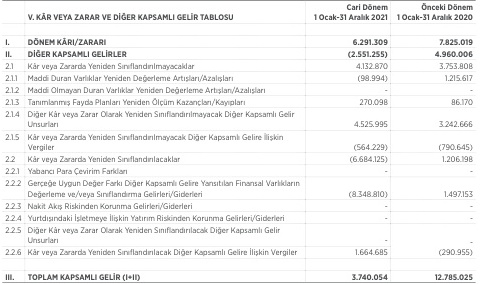 Cari Dönem Önceki Dönem
V. KÂR VEYA ZARAR VE DİĞER KAPSAMLI GELİR TABLOSU 1 Ocak-31 Aralık 2021 1 Ocak-31 Aralık 2020
I. DÖNEM KÂRI/ZARARI 6.291.309 7.825.019
II. DİĞER KAPSAMLI GELİRLER (2.551.255) 4.960.006
2.1 Kâr veya Zararda Yeniden Sınıflandırılmayacaklar 4.132.870 3.753.808
2.1.1 Maddi Duran Varlıklar Yeniden Değerleme Artışları/Azalışları (98.994) 1.215.617
2.1.2 Maddi Olmayan Duran Varlıklar Yeniden Değerleme Artışları/Azalışları - -
2.1.3 Tanımlanmış Fayda Planları Yeniden Ölçüm Kazançları/Kayıpları 270.098 86.170
2.1.4 Diğer Kâr veya Zarar Olarak Yeniden Sınıflandırılmayacak Diğer Kapsamlı Gelir
Unsurları 4.525.995 3.242.666
2.1.5 Kâr veya Zararda Yeniden Sınıflandırılmayacak Diğer Kapsamlı Gelire İlişkin
Vergiler (564.229) (790.645)
2.2 Kâr veya Zararda Yeniden Sınıflandırılacaklar (6.684.125) 1.206.198
2.2.1 Yabancı Para Çevirim Farkları - -
2.2.2 Gerçeğe Uygun Değer Farkı Diğer Kapsamlı Gelire Yansıtılan Finansal Varlıkların
Değerleme ve/veya Sınıflandırma Gelirleri/Giderleri (8.348.810) 1.497.153
2.2.3 Nakit Akış Riskinden Korunma Gelirleri/Giderleri - -
2.2.4 Yurtdışındaki İşletmeye İlişkin Yatırım Riskinden Korunma Gelirleri/Giderleri - -
2.2.5 Diğer Kâr veya Zarar Olarak Yeniden Sınıflandırılacak Diğer Kapsamlı Gelir
Unsurları - -
2.2.6 Kâr veya Zararda Yeniden Sınıflandırılacak Diğer Kapsamlı Gelire İlişkin Vergiler 1.664.685 (290.955)
III. TOPLAM KAPSAMLI GELİR (I+II) 3.740.054 12.785.025